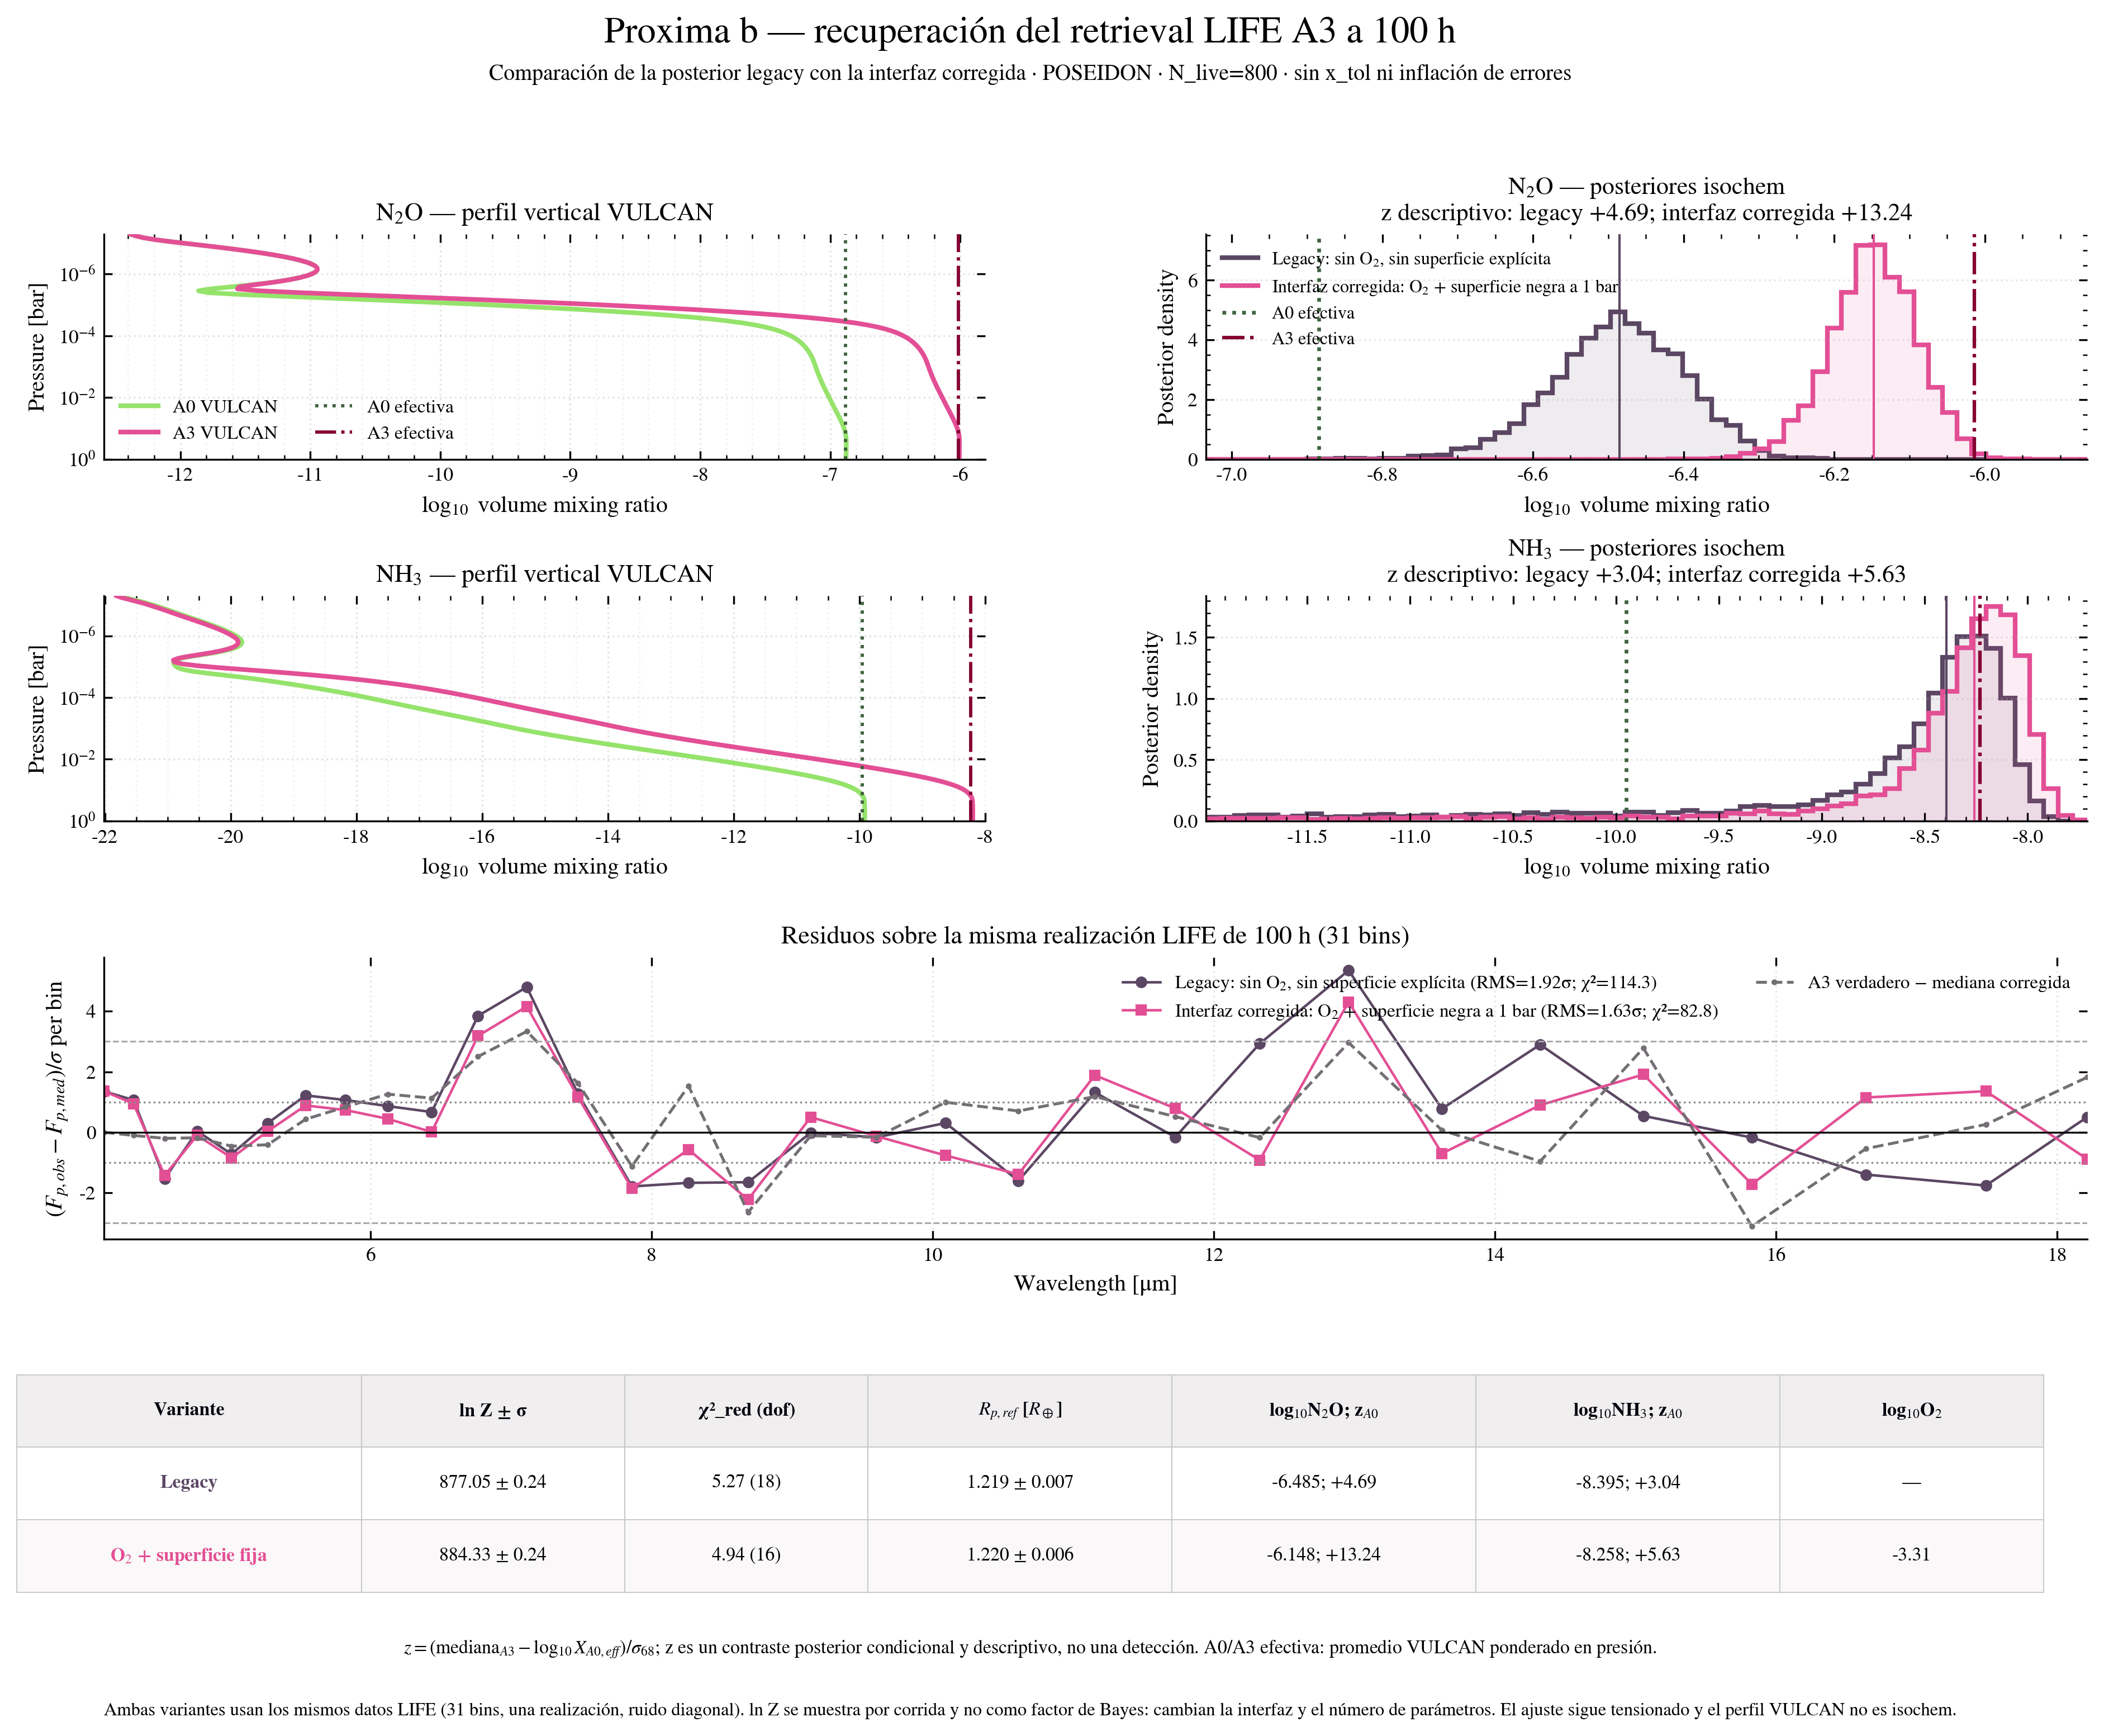 Proxima b — recuperación del retrieval LIFE A3 a 100 h
Comparación de la posterior legacy con la interfaz corregida · POSEIDON · N_live=800 · sin x_tol ni inflación de errores
N₂O — perfil vertical VULCAN
Pressure [bar]
10⁻⁶
10⁻⁴
10⁻²
10⁰
A0 VULCAN
A3 VULCAN
A0 efectiva
A3 efectiva
-12 -11 -10 -9 -8 -7 -6
log₁₀ volume mixing ratio
N₂O — posteriores isochem
z descriptivo: legacy +4.69; interfaz corregida +13.24
Posterior density
6
4
2
0
Legacy: sin O₂, sin superficie explícita
Interfaz corregida: O₂ + superficie negra a 1 bar
A0 efectiva
A3 efectiva
-7.0 -6.8 -6.6 -6.4 -6.2 -6.0
log₁₀ volume mixing ratio
NH₃ — perfil vertical VULCAN
Pressure [bar]
10⁻⁶
10⁻⁴
10⁻²
10⁰
-22 -20 -18 -16 -14 -12 -10 -8
log₁₀ volume mixing ratio
NH₃ — posteriores isochem
z descriptivo: legacy +3.04; interfaz corregida +5.63
Posterior density
1.5
1.0
0.5
0.0
-11.5 -11.0 -10.5 -10.0 -9.5 -9.0 -8.5 -8.0
log₁₀ volume mixing ratio
Residuos sobre la misma realización LIFE de 100 h (31 bins)
(F_p,obs − F_p,med)/σ per bin
4
2
0
-2
Legacy: sin O₂, sin superficie explícita (RMS=1.92σ; χ²=114.3)
Interfaz corregida: O₂ + superficie negra a 1 bar (RMS=1.63σ; χ²=82.8)
A3 verdadero − mediana corregida
6 8 10 12 14 16 18
Wavelength [μm]
Variante ln Z ± σ χ²_red (dof) R_p,ref [R⊕] log₁₀N₂O; z_A0 log₁₀NH₃; z_A0 log₁₀O₂
Legacy 877.05 ± 0.24 5.27 (18) 1.219 ± 0.007 -6.485; +4.69 -8.395; +3.04 —
O₂ + superficie fija 884.33 ± 0.24 4.94 (16) 1.220 ± 0.006 -6.148; +13.24 -8.258; +5.63 -3.31
z = (mediana_A3 − log₁₀ X_A0,eff)/σ₆₈; z es un contraste posterior condicional y descriptivo, no una detección. A0/A3 efectiva: promedio VULCAN ponderado en presión.
Ambas variantes usan los mismos datos LIFE (31 bins, una realización, ruido diagonal). ln Z se muestra por corrida y no como factor de Bayes: cambian la interfaz y el número de parámetros. El ajuste sigue tensionado y el perfil VULCAN no es isochem.